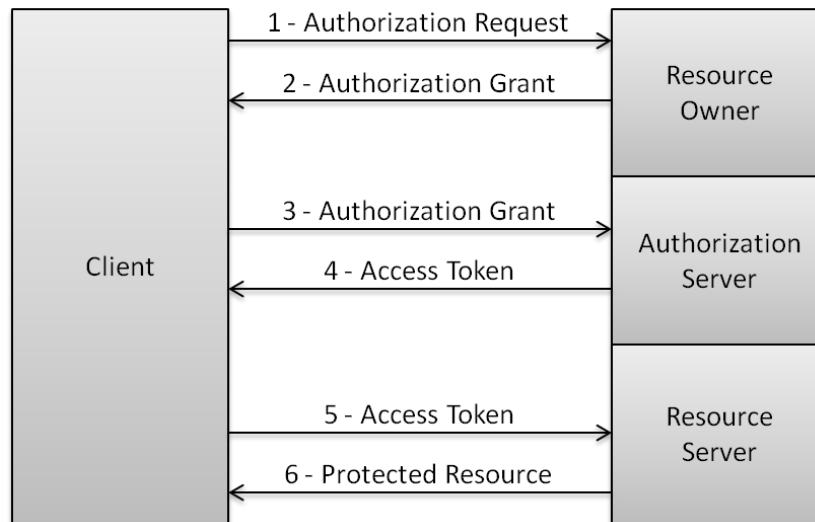 1 - Authorization Request
2 - Authorization Grant
Resource
Owner
3 - Authorization Grant
4 - Access Token
Client
Authorization
Server
5 - Access Token
6 - Protected Resource
Resource
Server